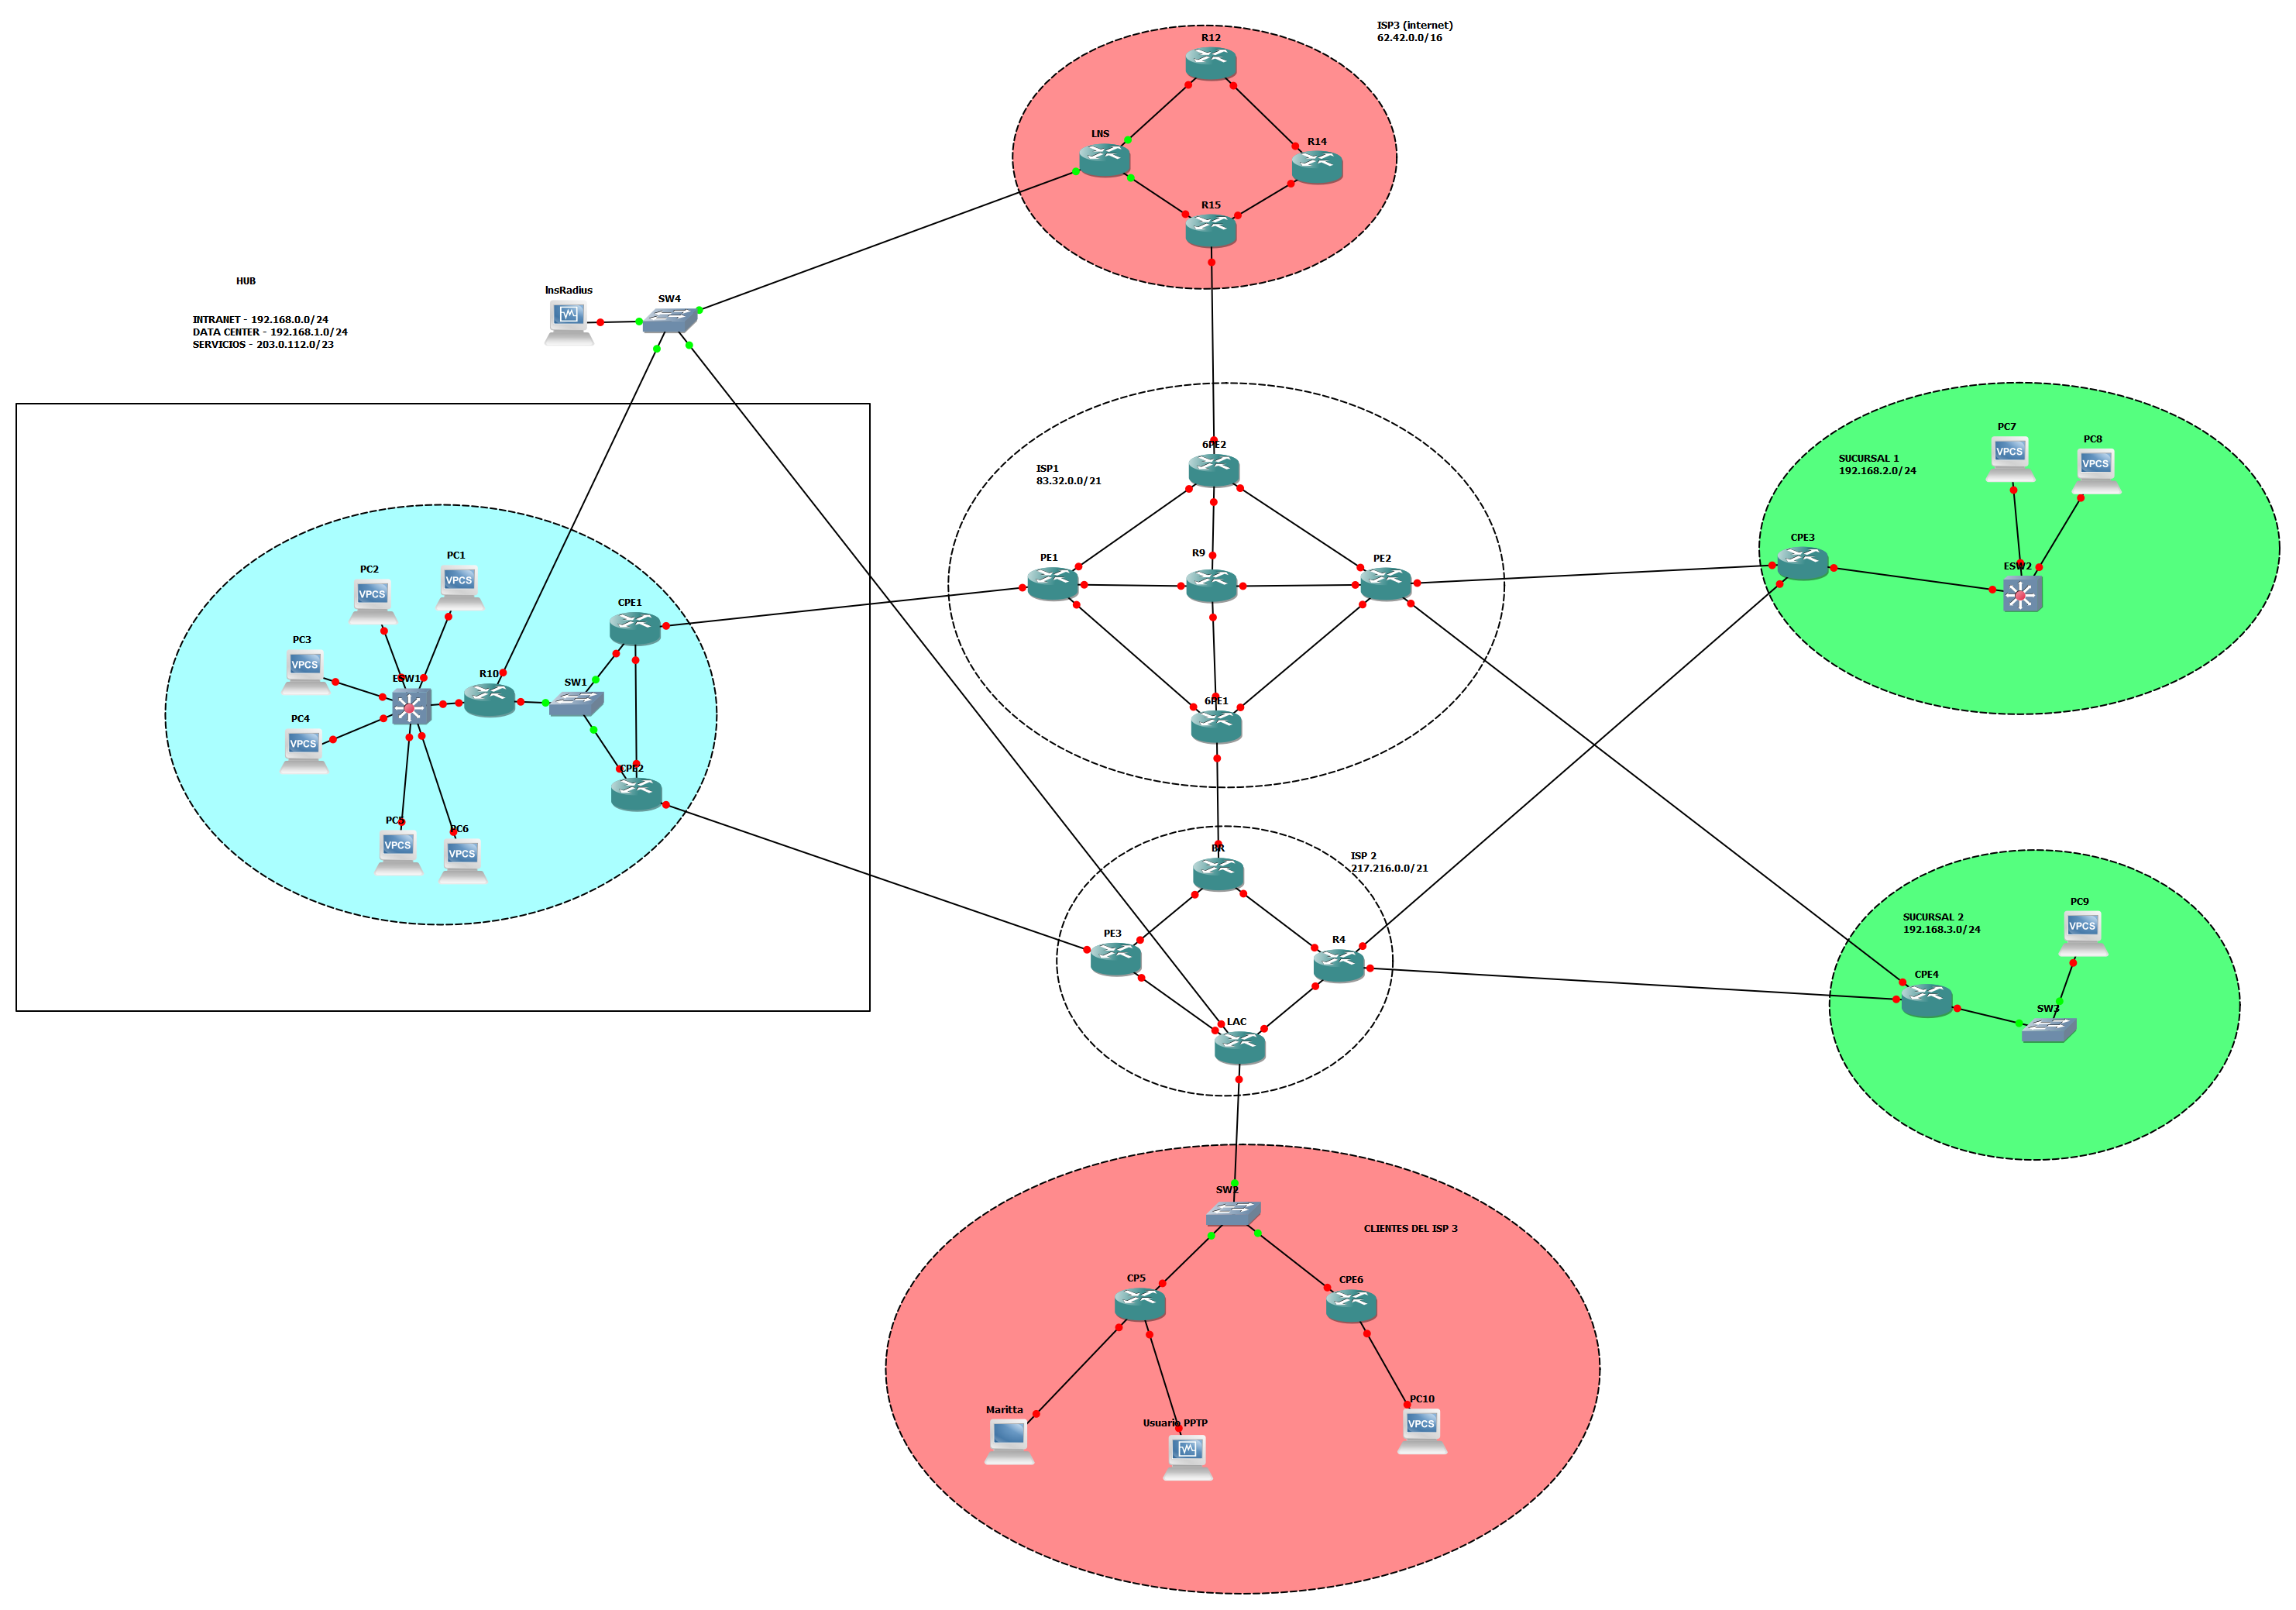 ISP3 (internet)
62.42.0.0/16
R12
LNS
R14
R15
HUB
InsRadius
SW4
INTRANET - 192.168.0.0/24
DATA CENTER - 192.168.1.0/24
SERVICIOS - 203.0.112.0/23
6PE2
ISP1
83.32.0.0/21
PE1
R9
PE2
6PE1
SUCURSAL 1
192.168.2.0/24
PC7
VPCS
PC8
VPCS
CPE3
ESW2
PC1
VPCS
PC2
VPCS
PC3
VPCS
PC4
VPCS
ESW1
R10
SW1
CPE1
CPE2
PC5
VPCS
PC6
VPCS
BR
ISP 2
217.216.0.0/21
PE3
R4
LAC
SUCURSAL 2
192.168.3.0/24
PC9
VPCS
CPE4
SW3
SW2
CLIENTES DEL ISP 3
CP5
CPE6
Maritta
Usuario PPTP
PC10
VPCS